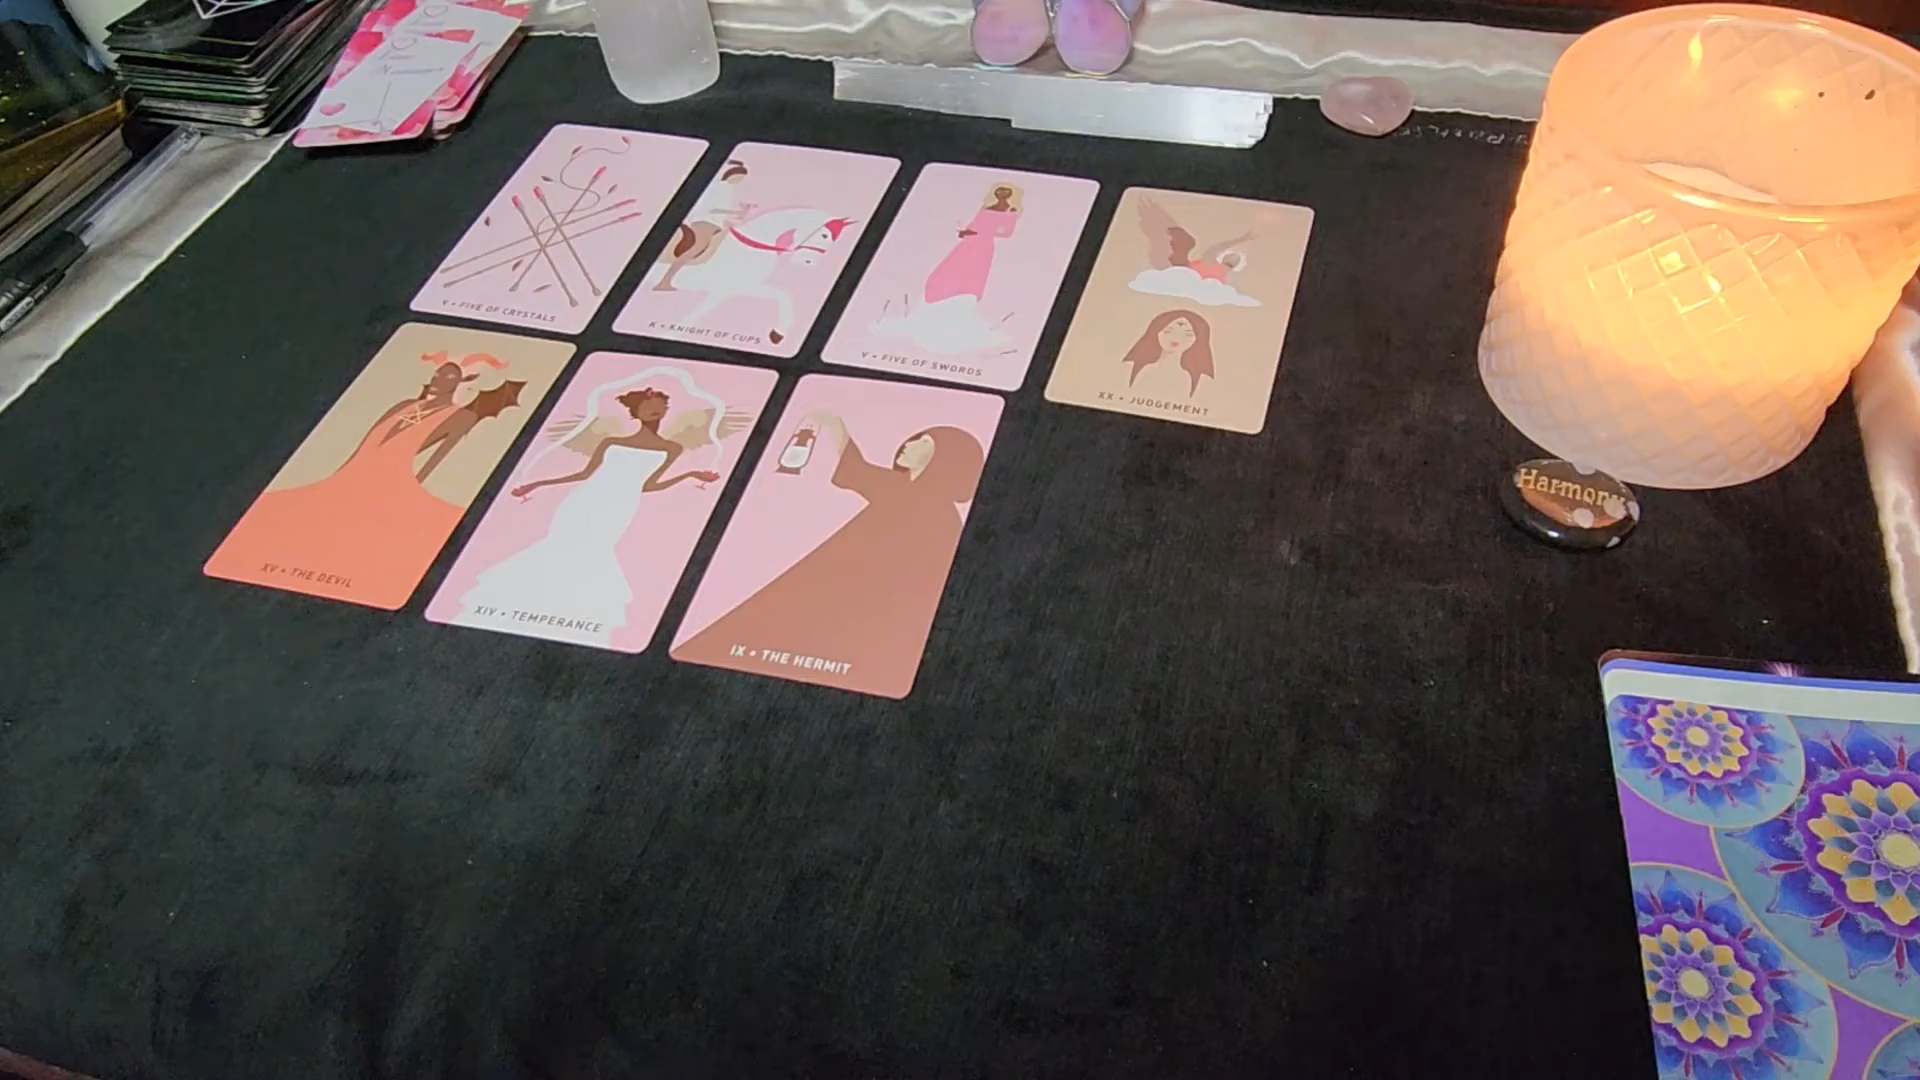 V • FIVE OF CRYSTALS
K • KNIGHT OF CUPS
V • FIVE OF SWORDS
XX • JUDGEMENT
XV • THE DEVIL
XIV • TEMPERANCE
IX • THE HERMIT
Harmony